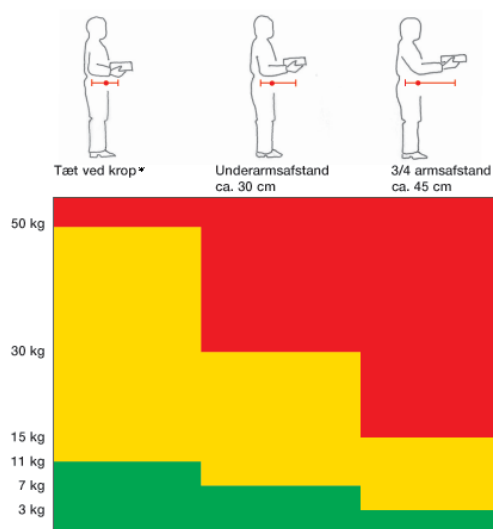 Tæt ved krop*
Underarmsafstand
ca. 30 cm
3/4 armsafstand
ca. 45 cm
50 kg
30 kg
15 kg
11 kg
7 kg
3 kg